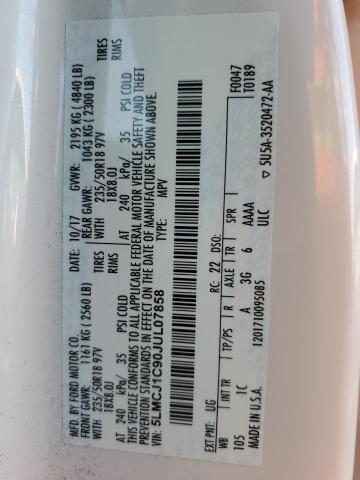 MFD. BY FORD MOTOR CO.
DATE: 10/17 GVWR: 2195 KG ( 4840 LB)
FRONT GAWR: 1161 KG (2560 LB) REAR GAWR: 1043 KG ( 2300 LB)
235/50R18 97V TIRES WITH 235/50R18 97V TIRES
18X8.0J RIMS 18X8.0J RIMS
AT 240 kPa/ 35 PSI COLD AT 240 kPa/ 35 PSI COLD
THIS VEHICLE CONFORMS TO ALL APPLICABLE FEDERAL MOTOR VEHICLE SAFETY AND THEFT
PREVENTION STANDARDS IN EFFECT ON THE DATE OF MANUFACTURE SHOWN ABOVE.
VIN: 5LMCJ1C90JUL07858 TYPE: MPV
F0047
T0189
EXT PNT: UG RC: 22 DSO:
WB INT TR TP/PS R AXLE TR SPR
105 1C A 3G 6 AAAA
ULC
MADE IN U.S.A. 1201710095085 ▽ 5U5A-3520472-AA